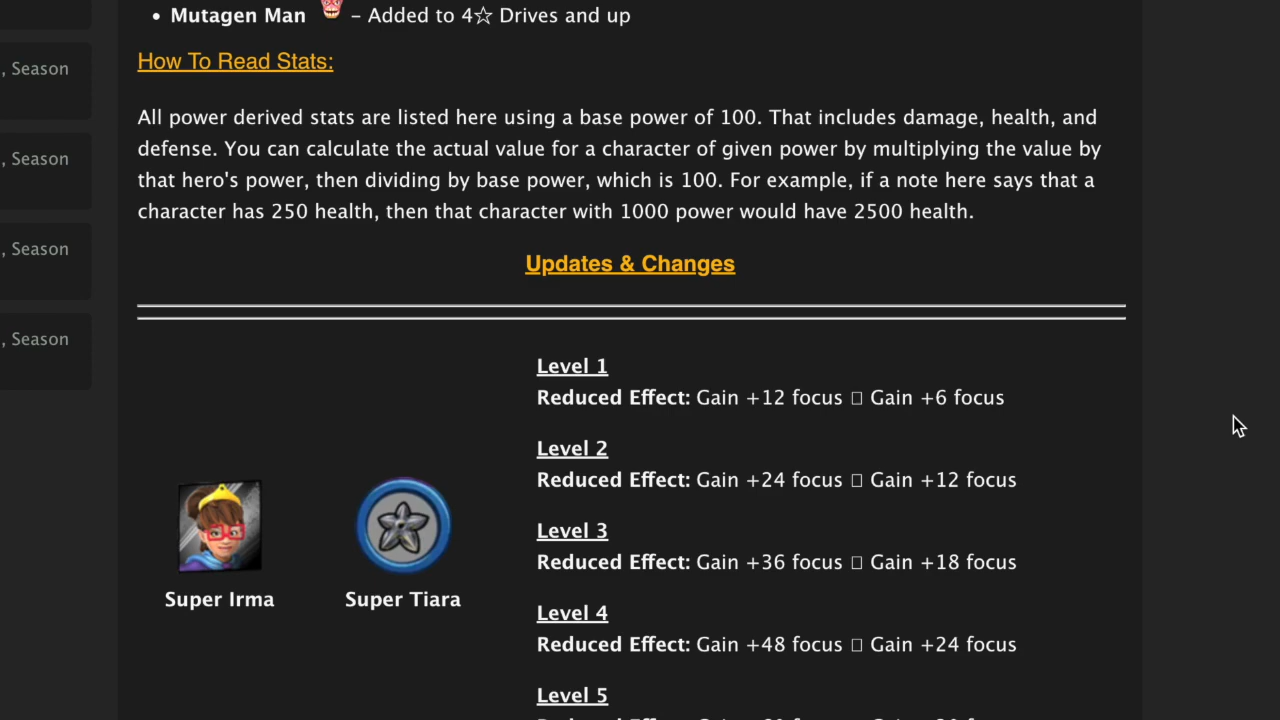 • Mutagen Man – Added to 4☆ Drives and up
, Season
How To Read Stats:
All power derived stats are listed here using a base power of 100. That includes damage, health, and
defense. You can calculate the actual value for a character of given power by multiplying the value by
that hero's power, then dividing by base power, which is 100. For example, if a note here says that a
character has 250 health, then that character with 1000 power would have 2500 health.
, Season
, Season
, Season
Updates & Changes
Level 1
Reduced Effect: Gain +12 focus □ Gain +6 focus
Level 2
Reduced Effect: Gain +24 focus □ Gain +12 focus
Level 3
Reduced Effect: Gain +36 focus □ Gain +18 focus
Super Irma
Super Tiara
Level 4
Reduced Effect: Gain +48 focus □ Gain +24 focus
Level 5